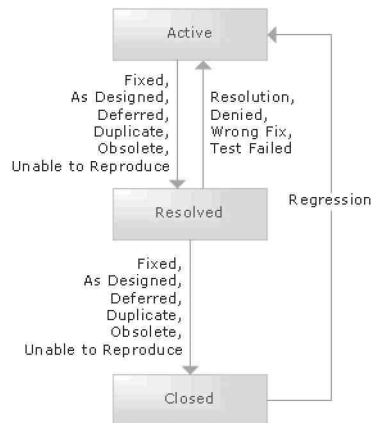 Active
Fixed,
As Designed,
Deferred,
Duplicate,
Obsolete,
Unable to Reproduce
Resolution,
Denied,
Wrong Fix,
Test Failed
Resolved
Regression
Fixed,
As Designed,
Deferred,
Duplicate,
Obsolete,
Unable to Reproduce
Closed